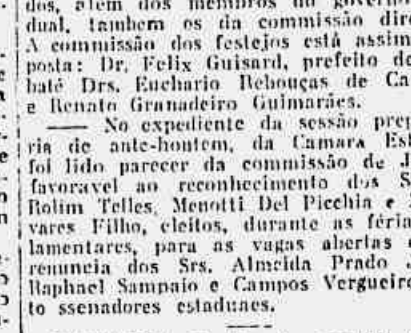 dos, além dos membros do governo
dual, tambem os da commissão dire
A commissão dos festejos está assim
posta: Dr. Felix Guisard, prefeito de
baté Drs. Euchario Rebouças de Ca
e Renato Granadeiro Guimarães.
—— No expediente da sessão prep
ria de ante-hontem, da Camara Est
foi lido parecer da commissão de J
favoravel ao reconhecimento dos S
Rolim Telles, Menotti Del Picchia e
vares Filho, eleitos, durante as féria
lamentares, para as vagas abertas
renuncia dos Srs. Almeida Prado J
Raphael Sampaio e Campos Vergueiro
to ssenadores estaduaes.